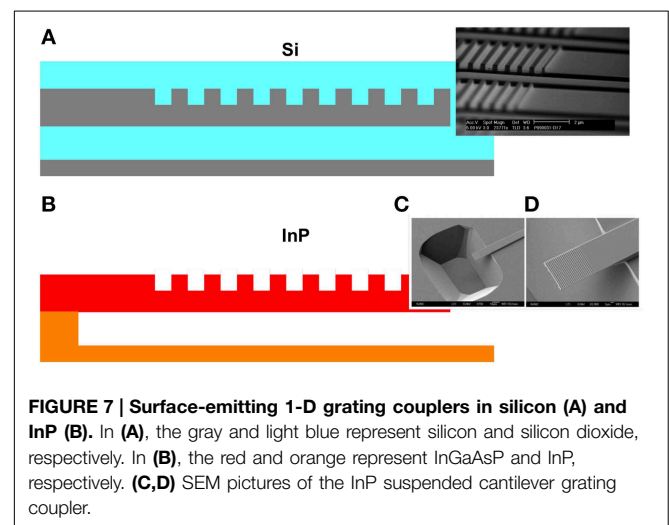 A
Si
2 µm
B
InP
C
D
FIGURE 7 | Surface-emitting 1-D grating couplers in silicon (A) and
InP (B). In (A), the gray and light blue represent silicon and silicon dioxide,
respectively. In (B), the red and orange represent InGaAsP and InP,
respectively. (C,D) SEM pictures of the InP suspended cantilever grating
coupler.